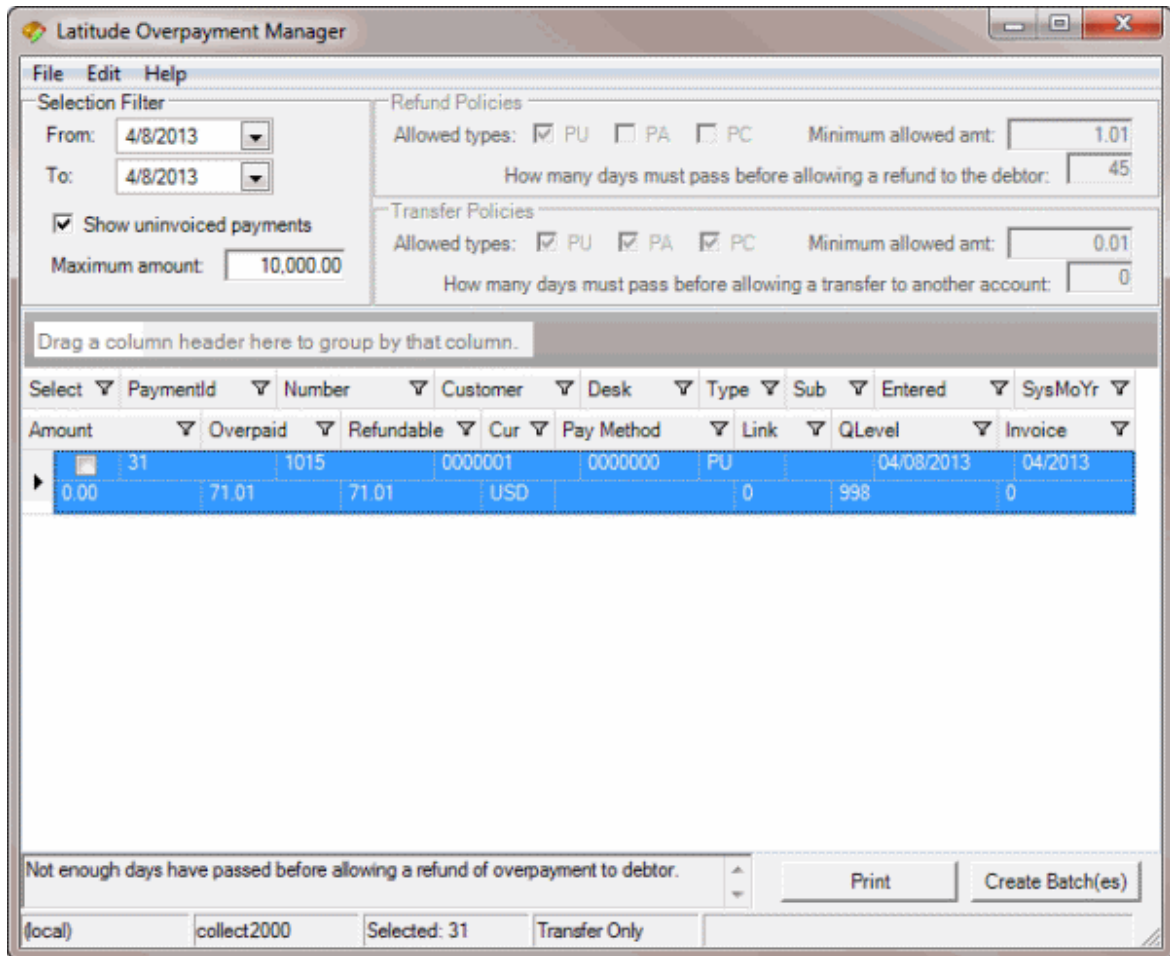 Latitude Overpayment Manager
File Edit Help
Selection Filter
From: 4/8/2013
To: 4/8/2013
Show uninvoiced payments
Maximum amount: 10,000.00
Refund Policies
Allowed types: PU PA PC Minimum allowed amt: 1.01
How many days must pass before allowing a refund to the debtor: 45
Transfer Policies
Allowed types: PU PA PC Minimum allowed amt: 0.01
How many days must pass before allowing a transfer to another account: 0
Drag a column header here to group by that column.
Select PaymentId Number Customer Desk Type Sub Entered SysMoYr
Amount Overpaid Refundable Cur Pay Method Link QLevel Invoice
31 1015 0000001 0000000 PU 04/08/2013 04/2013
0.00 71.01 71.01 USD 0 998 0
Not enough days have passed before allowing a refund of overpayment to debtor.
Print Create Batch(es)
(local) collect2000 Selected: 31 Transfer Only